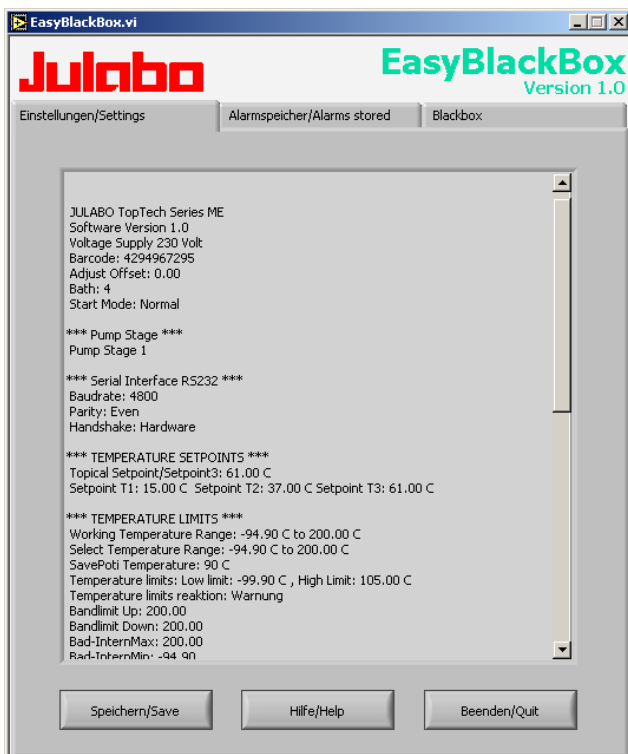 EasyBlackBox.vi
Julabo
EasyBlackBox
Version 1.0
Einstellungen/Settings
Alarmspeicher/Alarms stored
Blackbox
JULABO TopTech Series ME
Software Version 1.0
Voltage Supply 230 Volt
Barcode: 4294967295
Adjust Offset: 0.00
Bath: 4
Start Mode: Normal
*** Pump Stage ***
Pump Stage 1
*** Serial Interface RS232 ***
Baudrate: 4800
Parity: Even
Handshake: Hardware
*** TEMPERATURE SETPOINTS ***
Topical Setpoint/Setpoint3: 61.00 C
Setpoint T1: 15.00 C Setpoint T2: 37.00 C Setpoint T3: 61.00 C
*** TEMPERATURE LIMITS ***
Working Temperature Range: -94.90 C to 200.00 C
Select Temperature Range: -94.90 C to 200.00 C
SavePoti Temperature: 90 C
Temperature limits: Low limit: -99.90 C , High Limit: 105.00 C
Temperature limits reaktion: Warnung
Bandlimit Up: 200.00
Bandlimit Down: 200.00
Bad-InternMax: 200.00
Bad-InternMin: -94.90
Speichern/Save
Hilfe/Help
Beenden/Quit